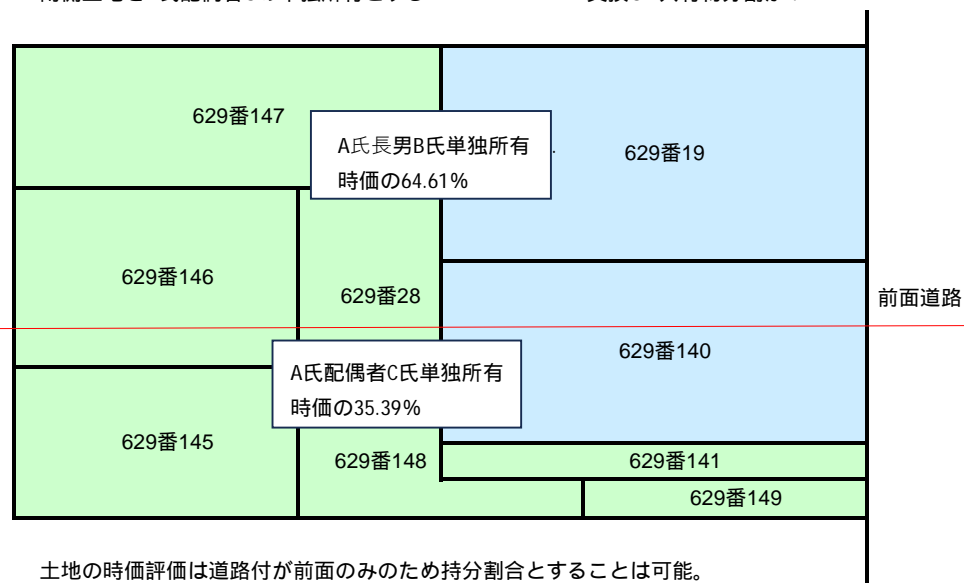 629番147
A氏長男B氏単独所有
時価の64.61%
629番19
629番146
629番28
前面道路
629番140
A氏配偶者C氏単独所有
時価の35.39%
629番145
629番148
629番141
629番149
土地の時価評価は道路付が前面のみのため持分割合とすることは可能。